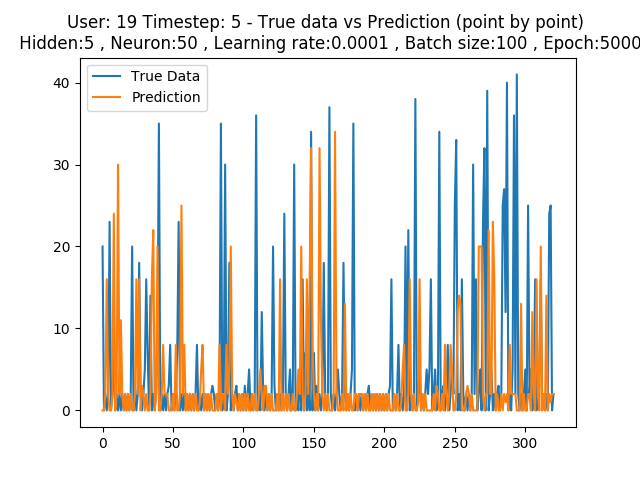 User: 19 Timestep: 5 - True data vs Prediction (point by point)
Hidden:5 , Neuron:50 , Learning rate:0.0001 , Batch size:100 , Epoch:5000
True Data
Prediction
40
30
20
10
0
0 50 100 150 200 250 300